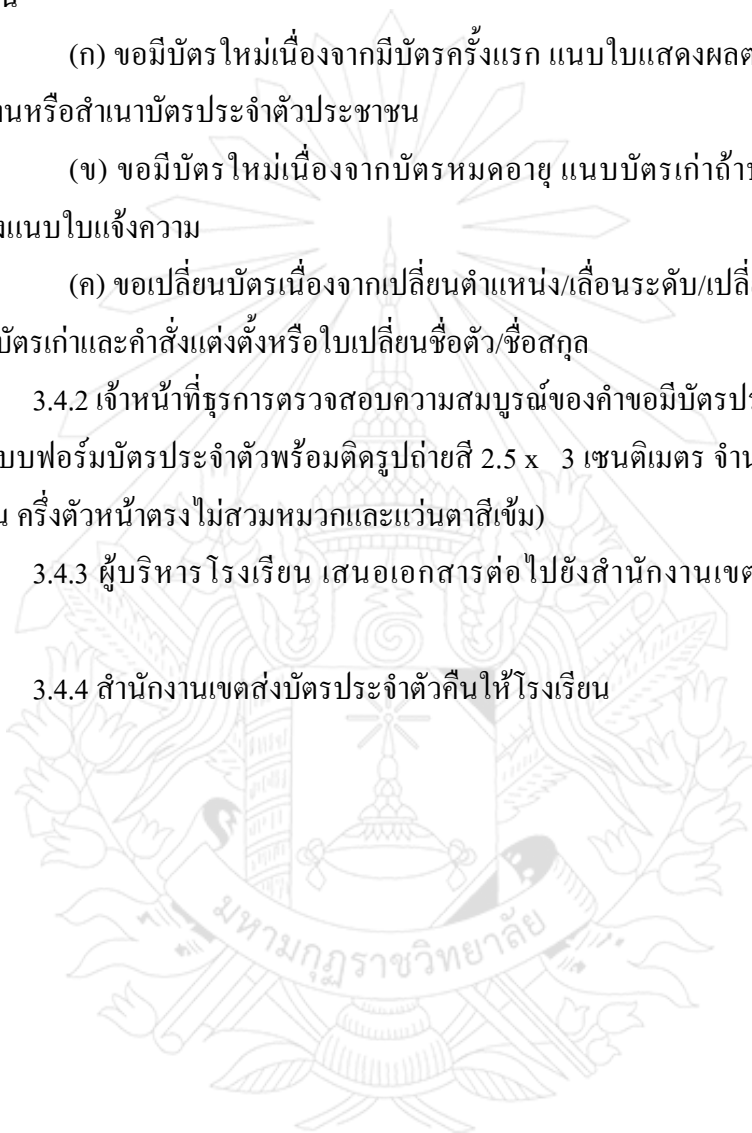 น
(ก) ขอมีบัตรใหม่เนื่องจากมีบัตรครั้งแรก แนบใบแสดงผลต
านหรือสำเนาบัตรประจำตัวประชาชน
(ข) ขอมีบัตรใหม่เนื่องจากบัตรหมดอายุ แนบบัตรเก่าถ้า
งแนบใบแจ้งความ
(ค) ขอเปลี่ยนบัตรเนื่องจากเปลี่ยนตำแหน่ง/เลื่อนระดับ/เปลี่
บัตรเก่าและคำสั่งแต่งตั้งหรือใบเปลี่ยนชื่อตัว/ชื่อสกุล
3.4.2 เจ้าหน้าที่ธุรการตรวจสอบความสมบูรณ์ของคำขอมีบัตรประ
บบฟอร์มบัตรประจำตัวพร้อมติดรูปถ่ายสี 2.5 x 3 เซนติเมตร จำน
น ครึ่งตัวหน้าตรงไม่สวมหมวกและแว่นตาสีเข้ม)
3.4.3 ผู้บริหารโรงเรียน เสนอเอกสารต่อไปยังสำนักงานเขต
3.4.4 สำนักงานเขตส่งบัตรประจำตัวคืนให้โรงเรียน
มหามกุฏราชวิทยาลัย